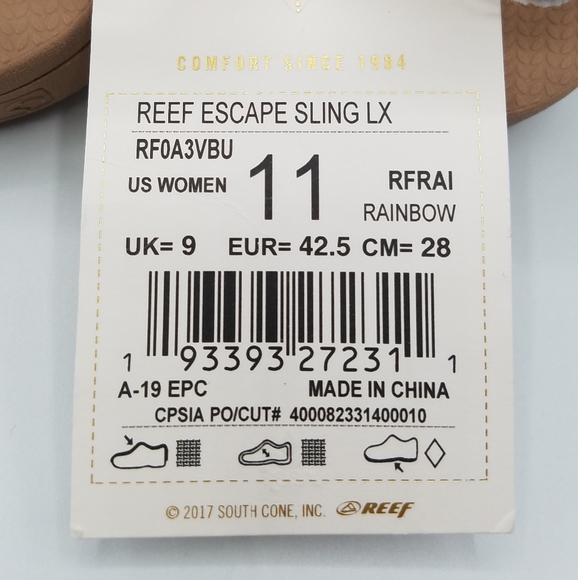 COMFORT SINCE 1984
REEF ESCAPE SLING LX
RF0A3VBU
US WOMEN 11 RFRAI
RAINBOW
UK= 9 EUR= 42.5 CM= 28
1 93393 27231 1
A-19 EPC MADE IN CHINA
CPSIA PO/CUT# 400082331400010
© 2017 SOUTH CONE, INC. REEF